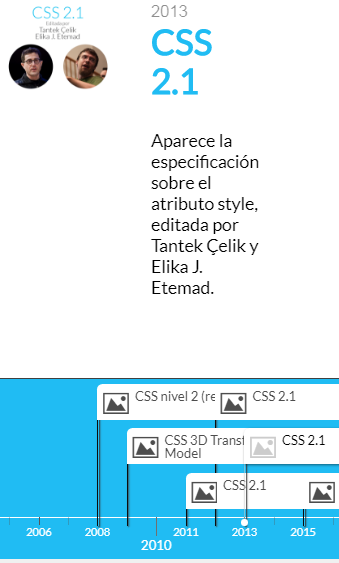 CSS 2.1
Editada por
Tantek Çelik
Elika J. Etemad
2013
CSS
2.1
Aparece la
especificación
sobre el
atributo style,
editada por
Tantek Çelik y
Elika J.
Etemad.
CSS nivel 2 (re
CSS 2.1
CSS 3D Transf
Model
CSS 2.1
CSS 2.1
2006
2008
2010
2011
2013
2015